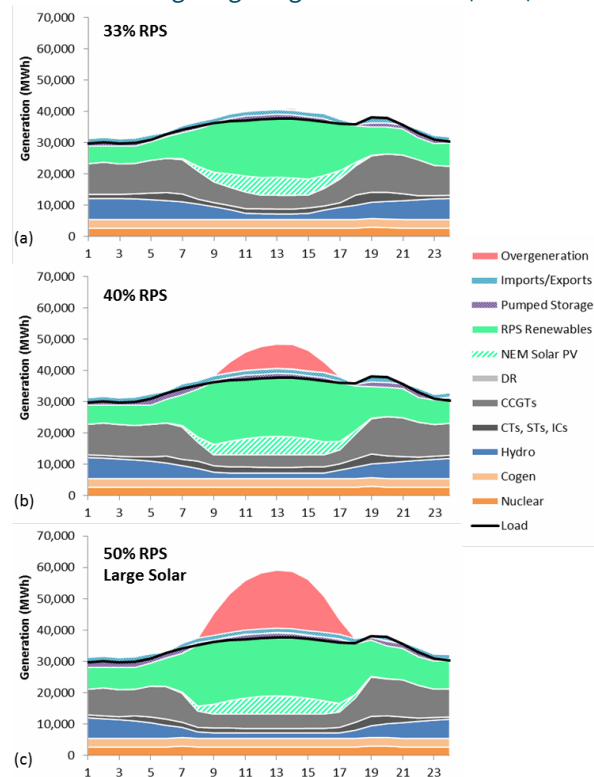 33% RPS
Generation (MWh)
70,000
60,000
50,000
40,000
30,000
20,000
10,000
0
(a)
1 3 5 7 9 11 13 15 17 19 21 23
40% RPS
Generation (MWh)
70,000
60,000
50,000
40,000
30,000
20,000
10,000
0
(b)
1 3 5 7 9 11 13 15 17 19 21 23
50% RPS
Large Solar
Generation (MWh)
70,000
60,000
50,000
40,000
30,000
20,000
10,000
0
(c)
1 3 5 7 9 11 13 15 17 19 21 23
Overgeneration
Imports/Exports
Pumped Storage
RPS Renewables
NEM Solar PV
DR
CCGTs
CTs, STs, ICs
Hydro
Cogen
Nuclear
Load